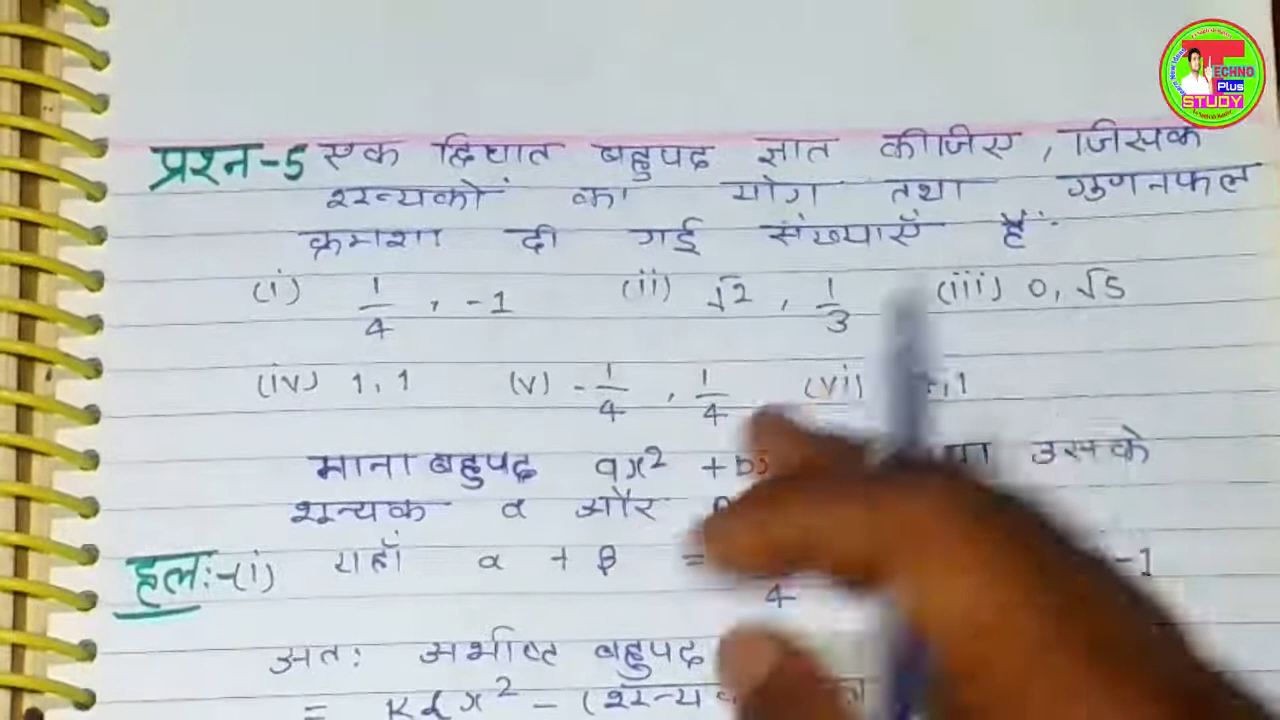 प्रश्न-5 एक द्विघात बहुपद ज्ञात कीजिए, जिसके
शून्यकों का योग तथा गुणनफल
क्रमशः दी गई संख्याएँ हैं:
(i) 1/4, -1 (ii) √2, 1/3 (iii) 0, √5
(iv) 1, 1 (v) -1/4, 1/4 (vi) ,1
माना बहुपद ax² + उसके
शून्यक α और
हल:-(i) यहाँ α + β = 4 -1
अतः अभीष्ट बहुपद
= K{x² - (
TECHNO
Plus
STUDY